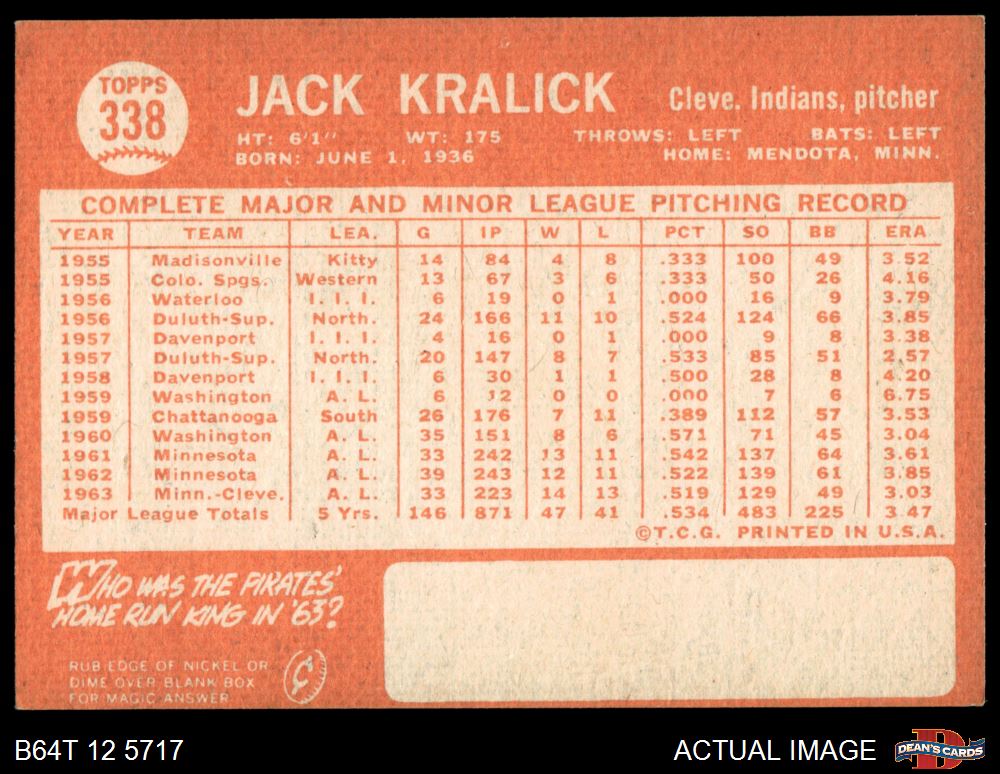 TOPPS
338
JACK KRALICK Cleve. Indians, pitcher
HT: 6'1" WT: 175 THROWS: LEFT BATS: LEFT
BORN: JUNE 1, 1936 HOME: MENDOTA, MINN.
COMPLETE MAJOR AND MINOR LEAGUE PITCHING RECORD
YEAR TEAM LEA. G IP W L PCT SO BB ERA
1955 Madisonville Kitty 14 84 4 8 .333 100 49 3.52
1955 Colo. Spgs. Western 13 67 3 6 .333 50 26 4.16
1956 Waterloo I. I. I. 6 19 0 1 .000 16 9 3.79
1956 Duluth-Sup. North. 24 166 11 10 .524 124 66 3.85
1957 Davenport I. I. I. 4 16 0 1 .000 9 8 3.38
1957 Duluth-Sup. North. 20 147 8 7 .533 85 51 2.57
1958 Davenport I. I. I. 6 30 1 1 .500 28 8 4.20
1959 Washington A. L. 6 12 0 0 .000 7 6 6.75
1959 Chattanooga South 26 176 7 11 .389 112 57 3.53
1960 Washington A. L. 35 151 8 6 .571 71 45 3.04
1961 Minnesota A. L. 33 242 13 11 .542 137 64 3.61
1962 Minnesota A. L. 39 243 12 11 .522 139 61 3.85
1963 Minn.-Cleve. A. L. 33 223 14 13 .519 129 49 3.03
Major League Totals 5 Yrs. 146 871 47 41 .534 483 225 3.47
©T.C.G. PRINTED IN U.S.A.
WHO WAS THE PIRATES'
HOME RUN KING IN '63?
RUB EDGE OF NICKEL OR
DIME OVER BLANK BOX
FOR MAGIC ANSWER
B64T 12 5717 ACTUAL IMAGE
DEAN'S CARDS